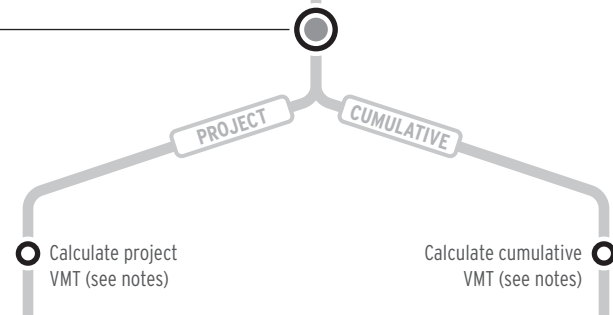 PROJECT
CUMULATIVE
Calculate project
VMT (see notes)
Calculate cumulative
VMT (see notes)